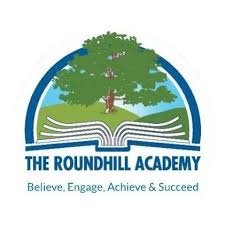 THE ROUNDHILL ACADEMY
Believe, Engage, Achieve & Succeed